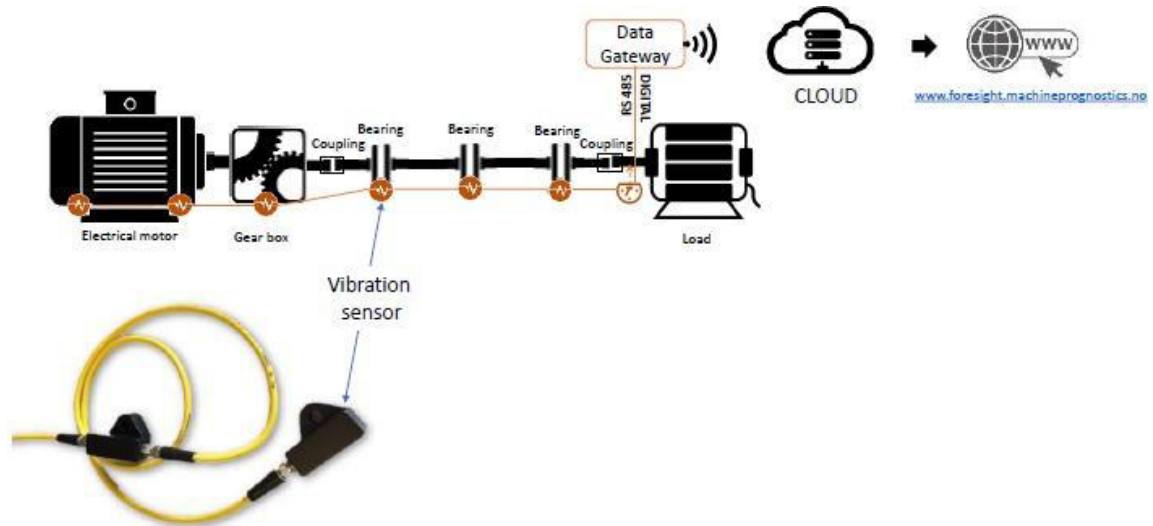 Data
Gateway
RS 485
DIGITAL
CLOUD
WWW
www.foresight.machineprognostics.no
Bearing
Bearing
Bearing
Coupling
Coupling
Electrical motor
Gear box
Load
Vibration
sensor